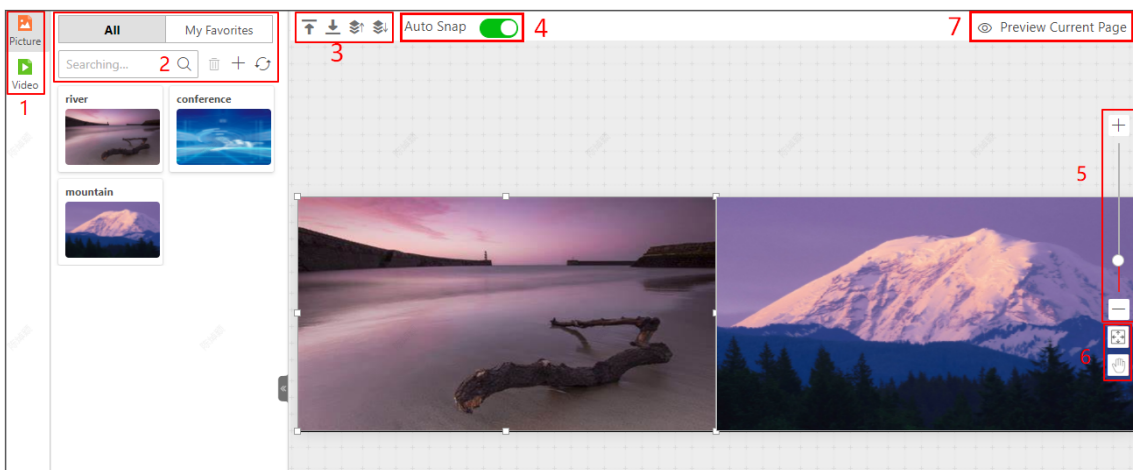 Picture
Video
1
All
My Favorites
Searching...
2
river
conference
mountain
3
Auto Snap
4
7
Preview Current Page
5
6